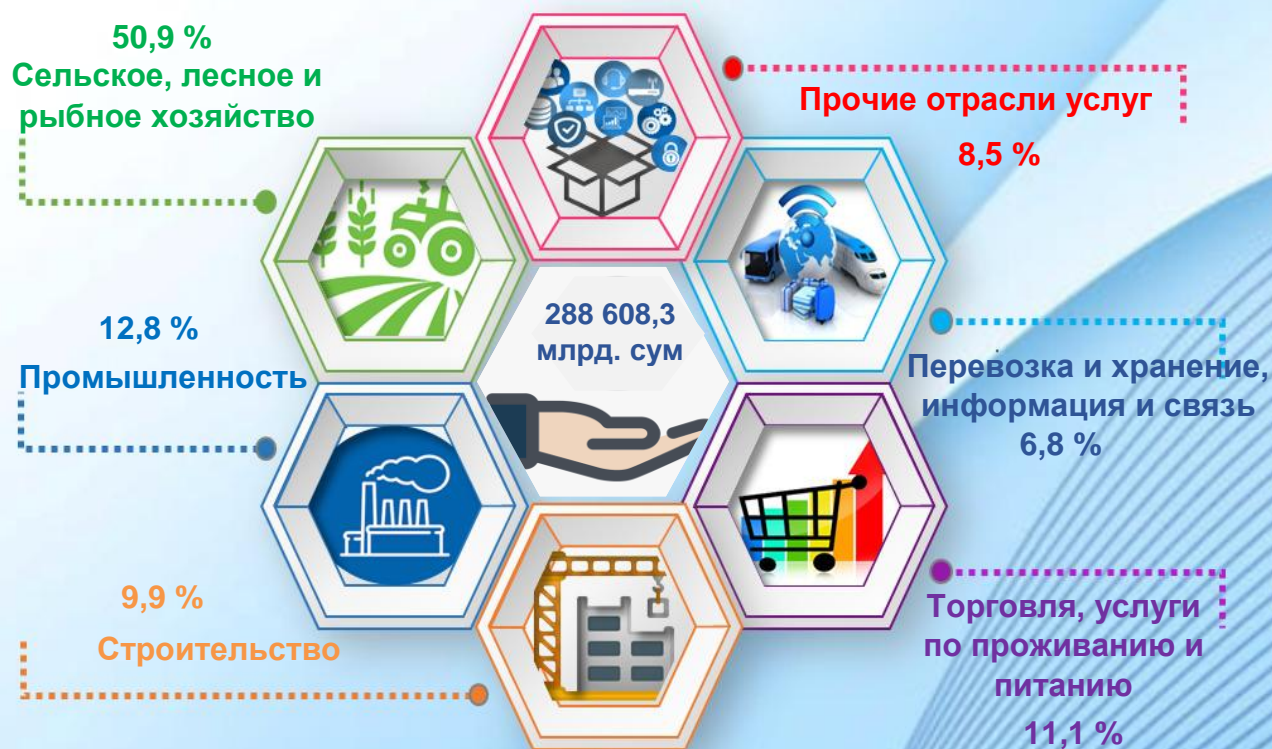 50,9 %
Сельское, лесное и
рыбное хозяйство
12,8 %
Промышленность
9,9 %
Строительство
288 608,3
млрд. сум
Прочие отрасли услуг
8,5 %
Перевозка и хранение,
информация и связь
6,8 %
Торговля, услуги
по проживанию и
питанию
11,1 %